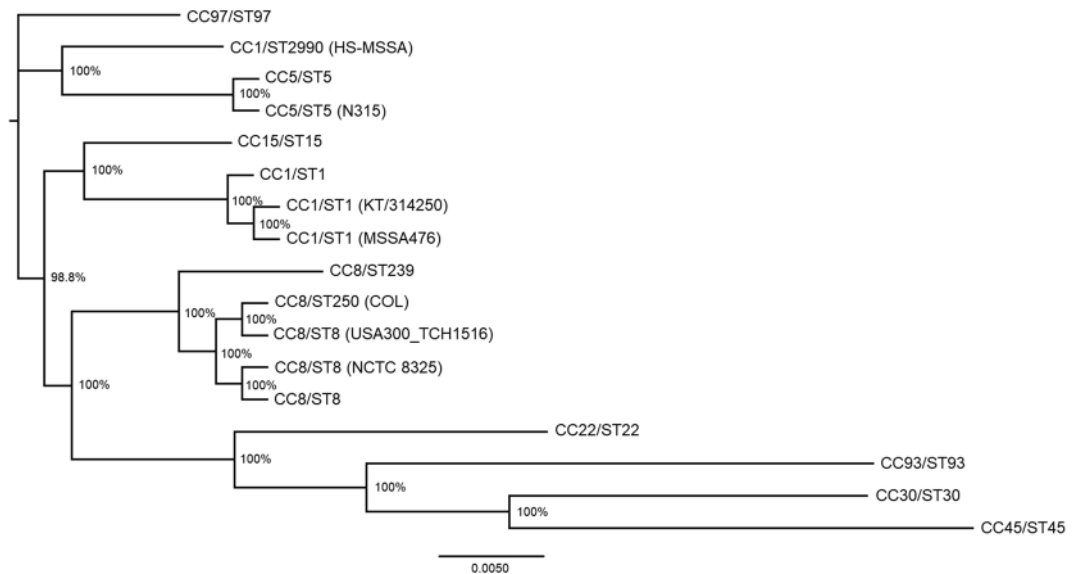 CC97/ST97
CC1/ST2990 (HS-MSSA)
100%
CC5/ST5
100%
CC5/ST5 (N315)
CC15/ST15
100%
CC1/ST1
100%
CC1/ST1 (KT/314250)
100%
CC1/ST1 (MSSA476)
98.8%
CC8/ST239
100%
CC8/ST250 (COL)
100%
CC8/ST8 (USA300_TCH1516)
100%
CC8/ST8 (NCTC 8325)
100%
CC8/ST8
100%
CC22/ST22
100%
CC93/ST93
100%
CC30/ST30
100%
CC45/ST45
0.0050